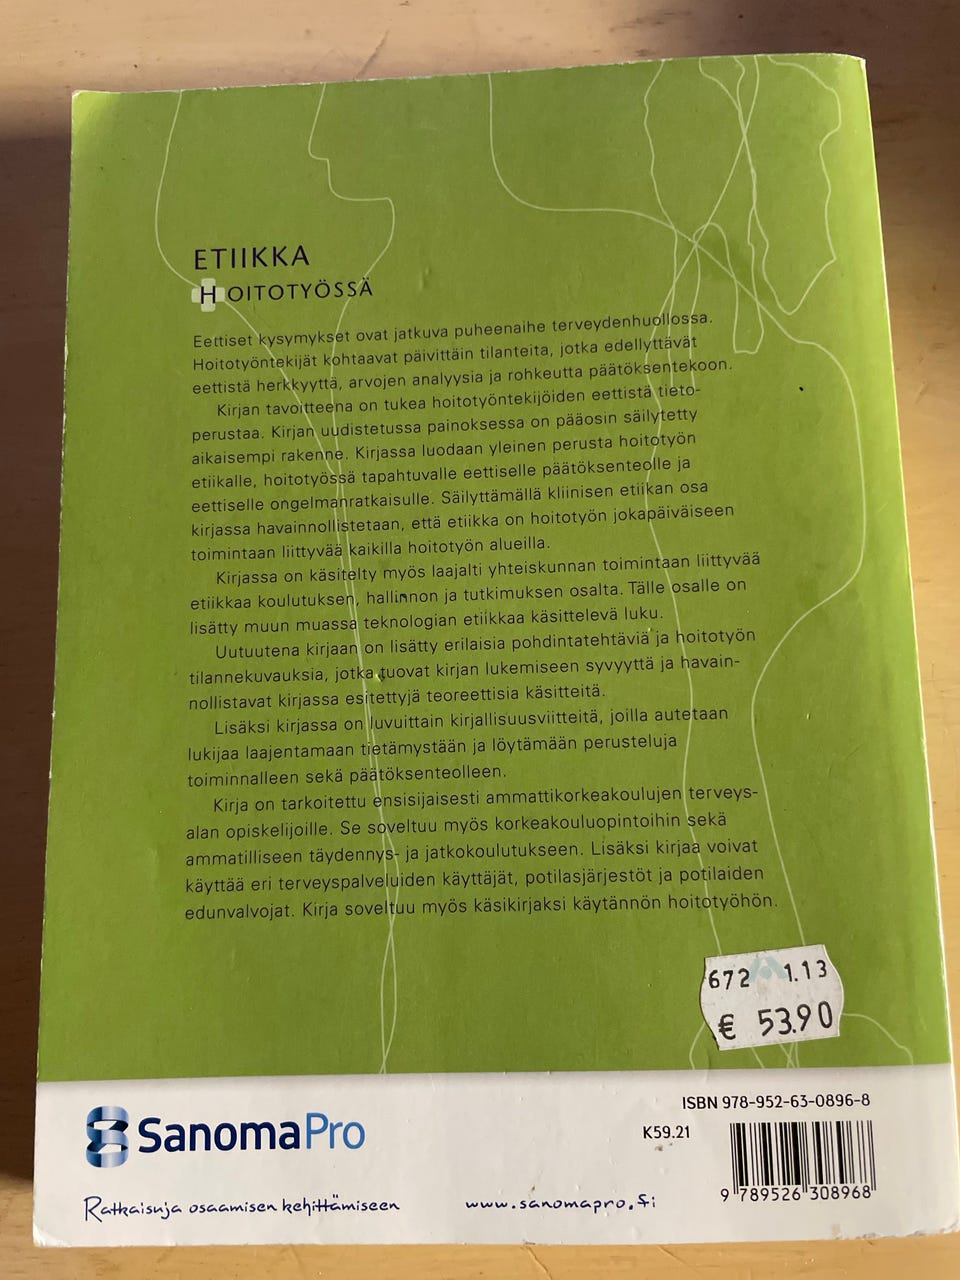 ETIIKKA
HOITOTYÖSSÄ
Eettiset kysymykset ovat jatkuva puheenaihe terveydenhuollossa.
Hoitotyöntekijät kohtaavat päivittäin tilanteita, jotka edellyttävät
eettistä herkkyyttä, arvojen analyysia ja rohkeutta päätöksentekoon.
Kirjan tavoitteena on tukea hoitotyöntekijöiden eettistä tieto-
perustaa. Kirjan uudistetussa painoksessa on pääosin säilytetty
aikaisempi rakenne. Kirjassa luodaan yleinen perusta hoitotyön
etiikalle, hoitotyössä tapahtuvalle eettiselle päätöksenteolle ja
eettiselle ongelmanratkaisulle. Säilyttämällä kliinisen etiikan osa
kirjassa havainnollistetaan, että etiikka on hoitotyön jokapäiväiseen
toimintaan liittyvää kaikilla hoitotyön alueilla.
Kirjassa on käsitelty myös laajalti yhteiskunnan toimintaan liittyvää
etiikkaa koulutuksen, hallinnon ja tutkimuksen osalta. Tälle osalle on
lisätty muun muassa teknologian etiikkaa käsittelevä luku.
Uutuutena kirjaan on lisätty erilaisia pohdintatehtäviä ja hoitotyön
tilannekuvauksia, jotka tuovat kirjan lukemiseen syvyyttä ja havain-
nollistavat kirjassa esitettyjä teoreettisia käsitteitä.
Lisäksi kirjassa on luvuittain kirjallisuusviitteitä, joilla autetaan
lukijaa laajentamaan tietämystään ja löytämään perusteluja
toiminnalleen sekä päätöksenteolleen.
Kirja on tarkoitettu ensisijaisesti ammattikorkeakoulujen terveys-
alan opiskelijoille. Se soveltuu myös korkeakouluopintoihin sekä
ammatilliseen täydennys- ja jatkokoulutukseen. Lisäksi kirjaa voivat
käyttää eri terveyspalveluiden käyttäjät, potilasjärjestöt ja potilaiden
edunvalvojat. Kirja soveltuu myös käsikirjaksi käytännön hoitotyöhön.
672 1.13
€ 53.90
ISBN 978-952-63-0896-8
K59.21
SanomaPro
9 789526 308968
Ratkaisuja osaamisen kehittämiseen
www.sanomapro.fi